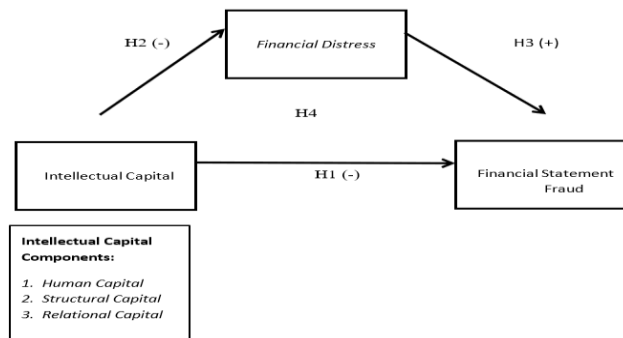 H2 (-)
Financial Distress
H3 (+)
H4
Intellectual Capital
H1 (-)
Financial Statement
Fraud
Intellectual Capital
Components:
1. Human Capital
2. Structural Capital
3. Relational Capital